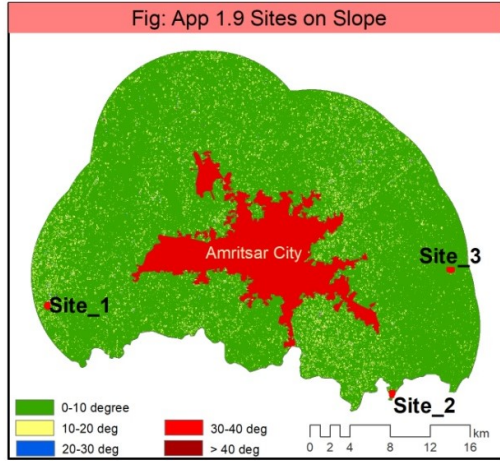 Fig: App 1.9 Sites on Slope
Amritsar City
Site_3
Site_1
Site_2
0-10 degree
10-20 deg
20-30 deg
30-40 deg
> 40 deg
0 2 4 8 12 16
km